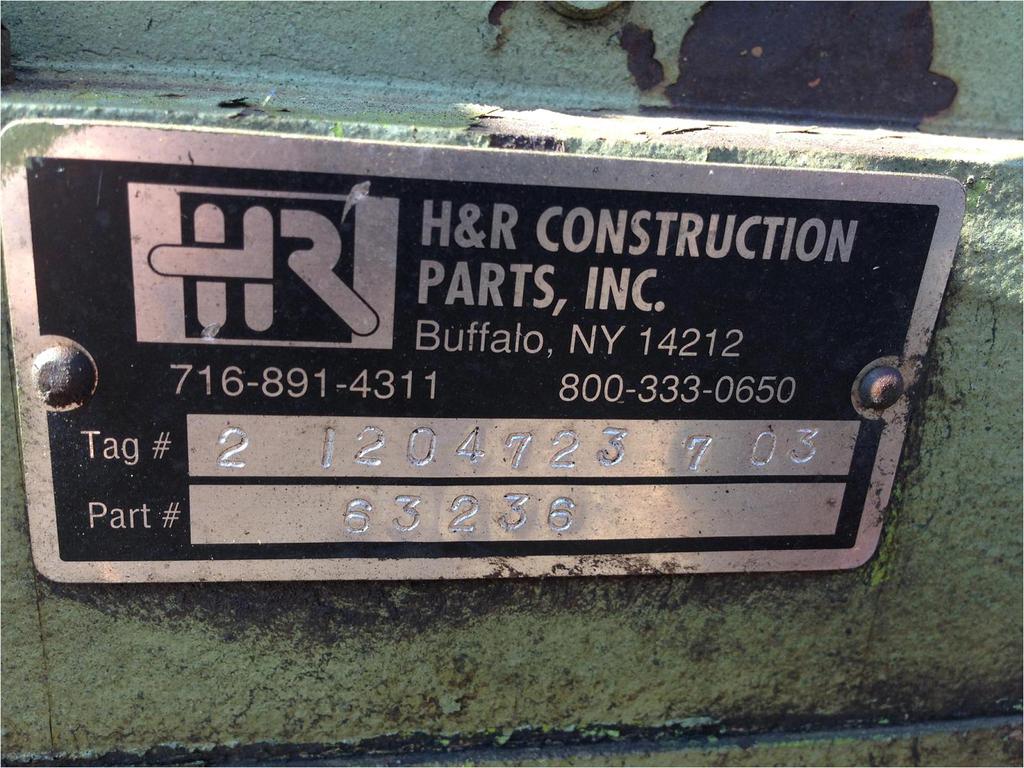 HR
H&R CONSTRUCTION
PARTS, INC.
Buffalo, NY 14212
716-891-4311 800-333-0650
Tag # 2 1204723 7 03
Part # 63236